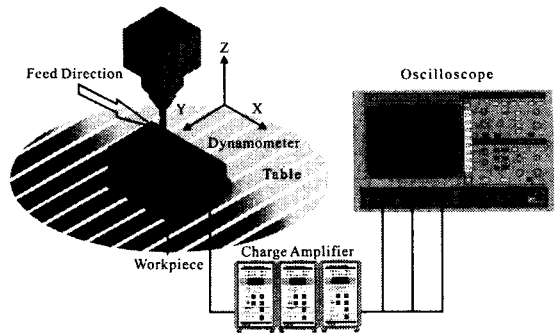 Z
Feed Direction
Oscilloscope
Y
X
Dynamometer
Table
Workpiece
Charge Amplifier